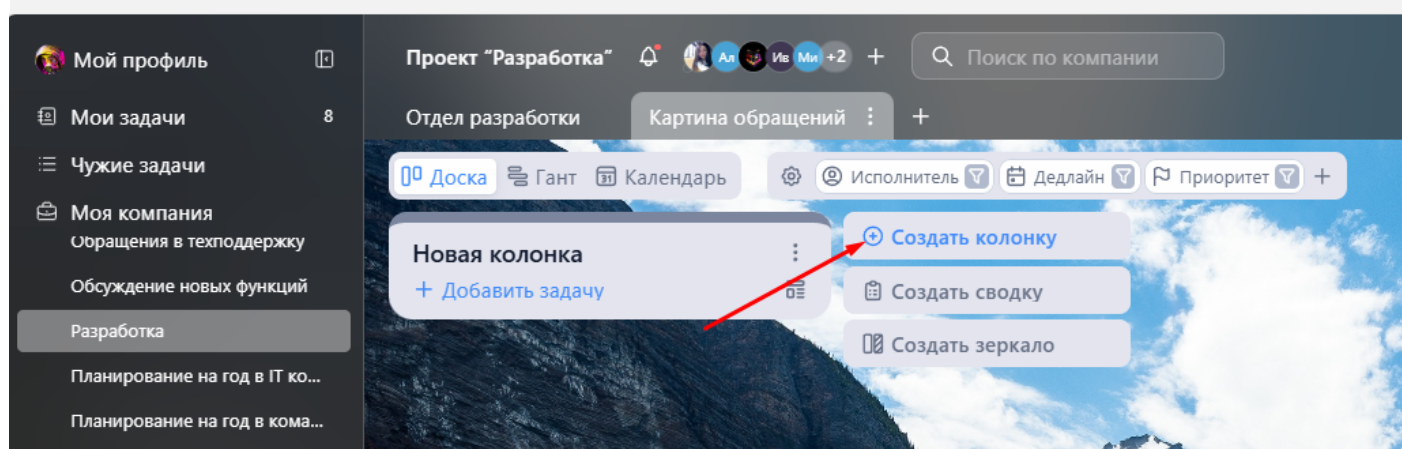 Мой профиль
Мои задачи 8
Чужие задачи
Моя компания
Обращения в техподдержку
Обсуждение новых функций
Разработка
Планирование на год в IT ко...
Планирование на год в кома...
Проект "Разработка" Ал Ив Ми +2 +
Поиск по компании
Отдел разработки Картина обращений +
Доска Гант 31 Календарь
Исполнитель Дедлайн Приоритет +
Новая колонка
+ Добавить задачу
Создать колонку
Создать сводку
Создать зеркало